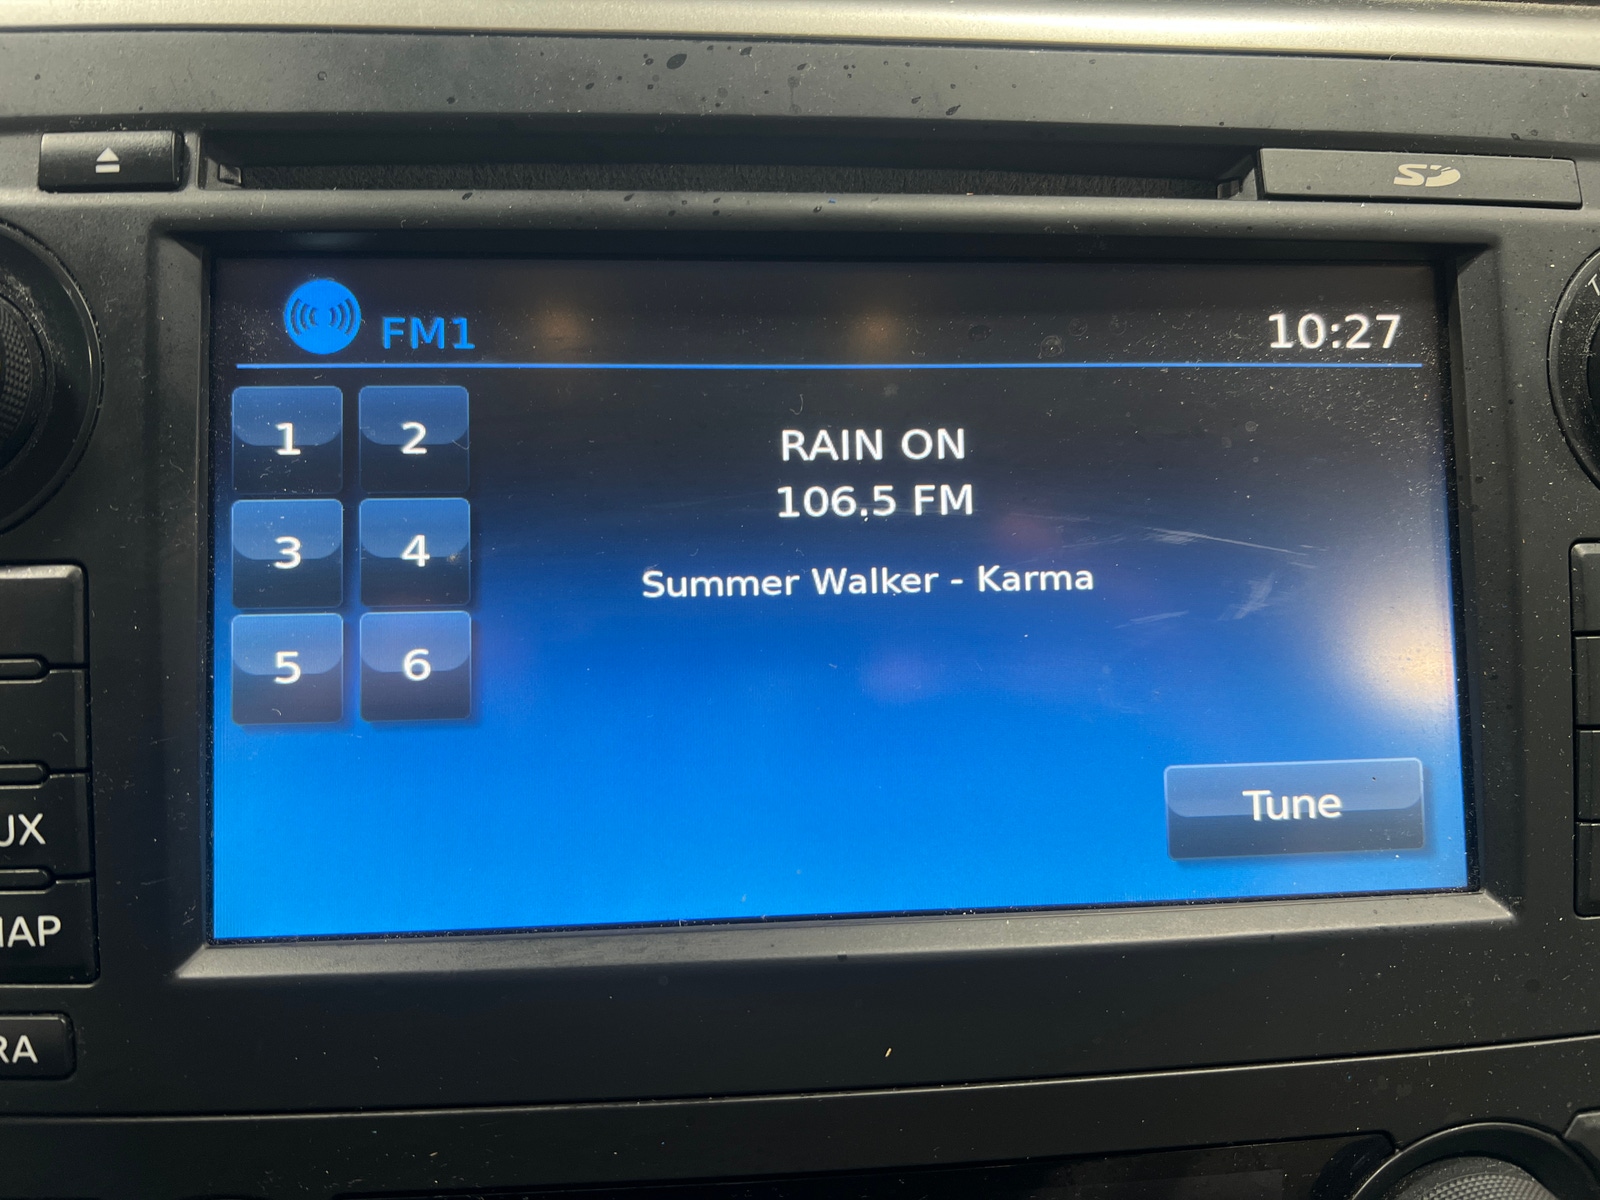 SD
FM1
10:27
1 2
RAIN ON
106.5 FM
3 4
Summer Walker - Karma
5 6
Tune
UX
AP
RA